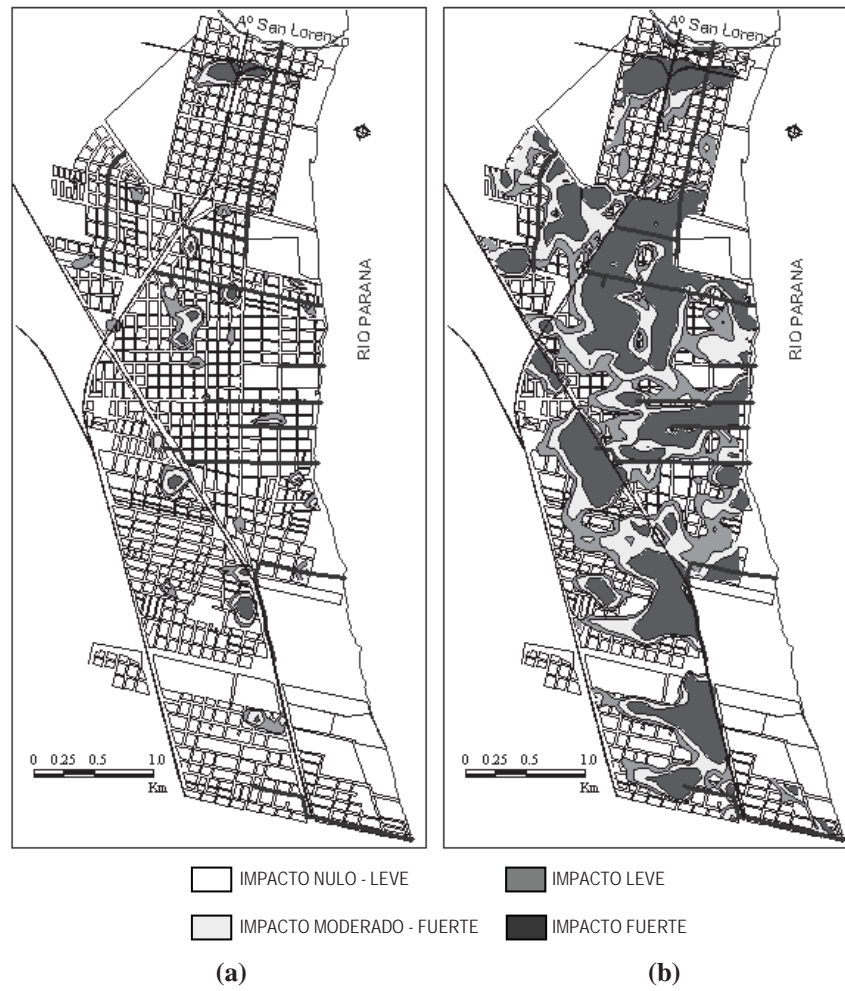 Aº San Lorenzo
RIO PARANA
0 0.25 0.5 1.0
Km
Aº San Lorenzo
RIO PARANA
0 0.25 0.5 1.0
Km
IMPACTO NULO - LEVE
IMPACTO LEVE
IMPACTO MODERADO - FUERTE
IMPACTO FUERTE
(a)
(b)